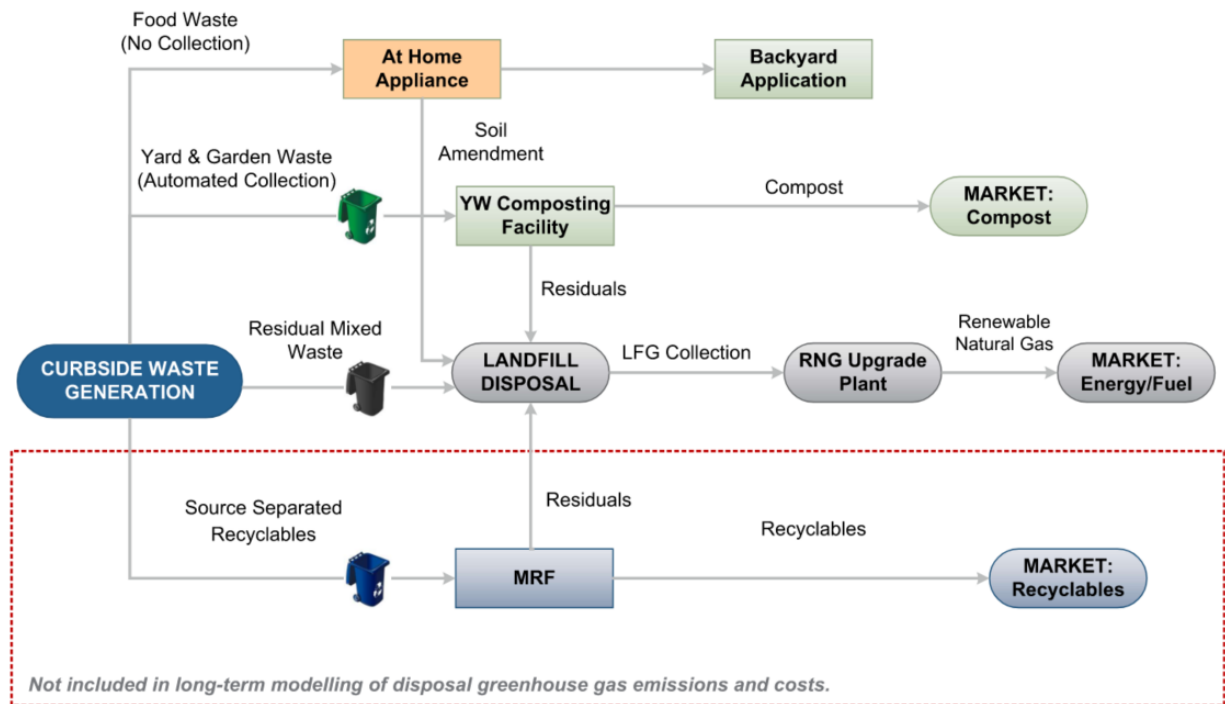 Food Waste
(No Collection)
At Home
Appliance
Backyard
Application
Soil
Amendment
Yard & Garden Waste
(Automated Collection)
YW Composting
Facility
Compost
MARKET:
Compost
Residuals
Residual Mixed
Waste
CURBSIDE WASTE
GENERATION
LANDFILL
DISPOSAL
LFG Collection
RNG Upgrade
Plant
Renewable
Natural Gas
MARKET:
Energy/Fuel
Source Separated
Recyclables
Residuals
MRF
Recyclables
MARKET:
Recyclables
Not included in long-term modelling of disposal greenhouse gas emissions and costs.